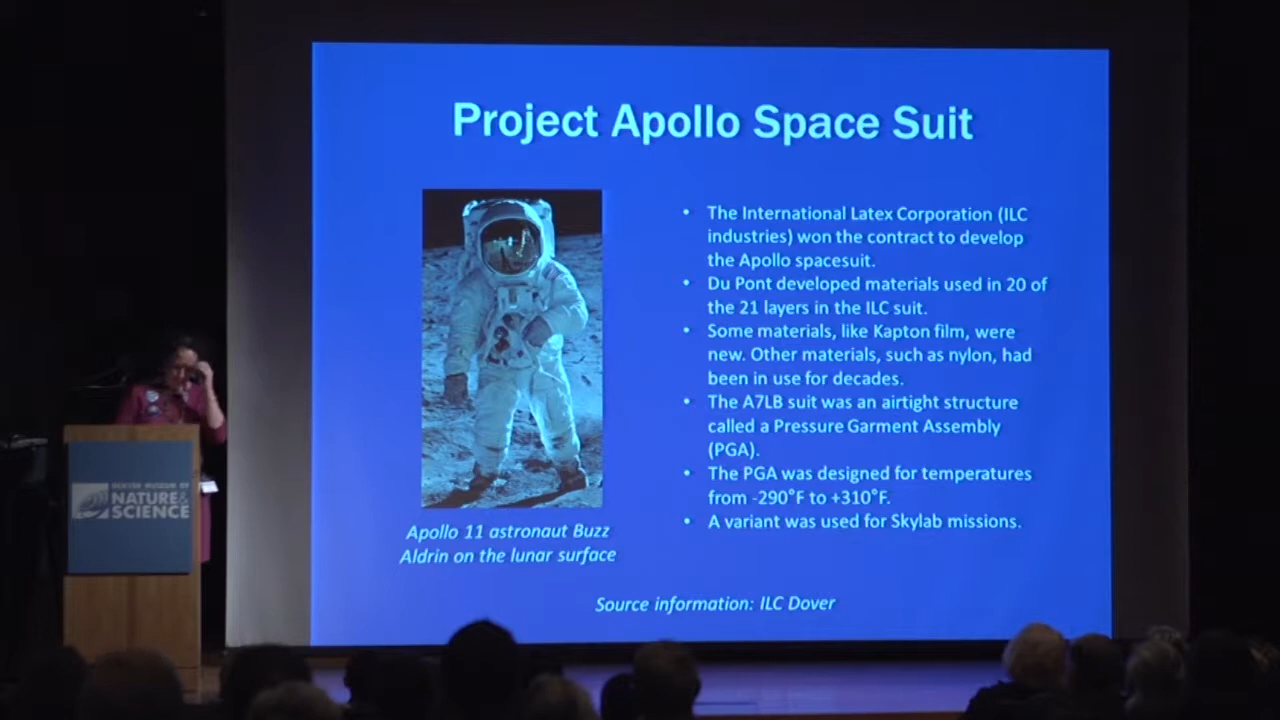 Project Apollo Space Suit
• The International Latex Corporation (ILC
industries) won the contract to develop
the Apollo spacesuit.
• Du Pont developed materials used in 20 of
the 21 layers in the ILC suit.
• Some materials, like Kapton film, were
new. Other materials, such as nylon, had
been in use for decades.
• The A7LB suit was an airtight structure
called a Pressure Garment Assembly
(PGA).
• The PGA was designed for temperatures
from -290°F to +310°F.
• A variant was used for Skylab missions.
Apollo 11 astronaut Buzz
Aldrin on the lunar surface
Source information: ILC Dover
DENVER MUSEUM OF
NATURE &
SCIENCE